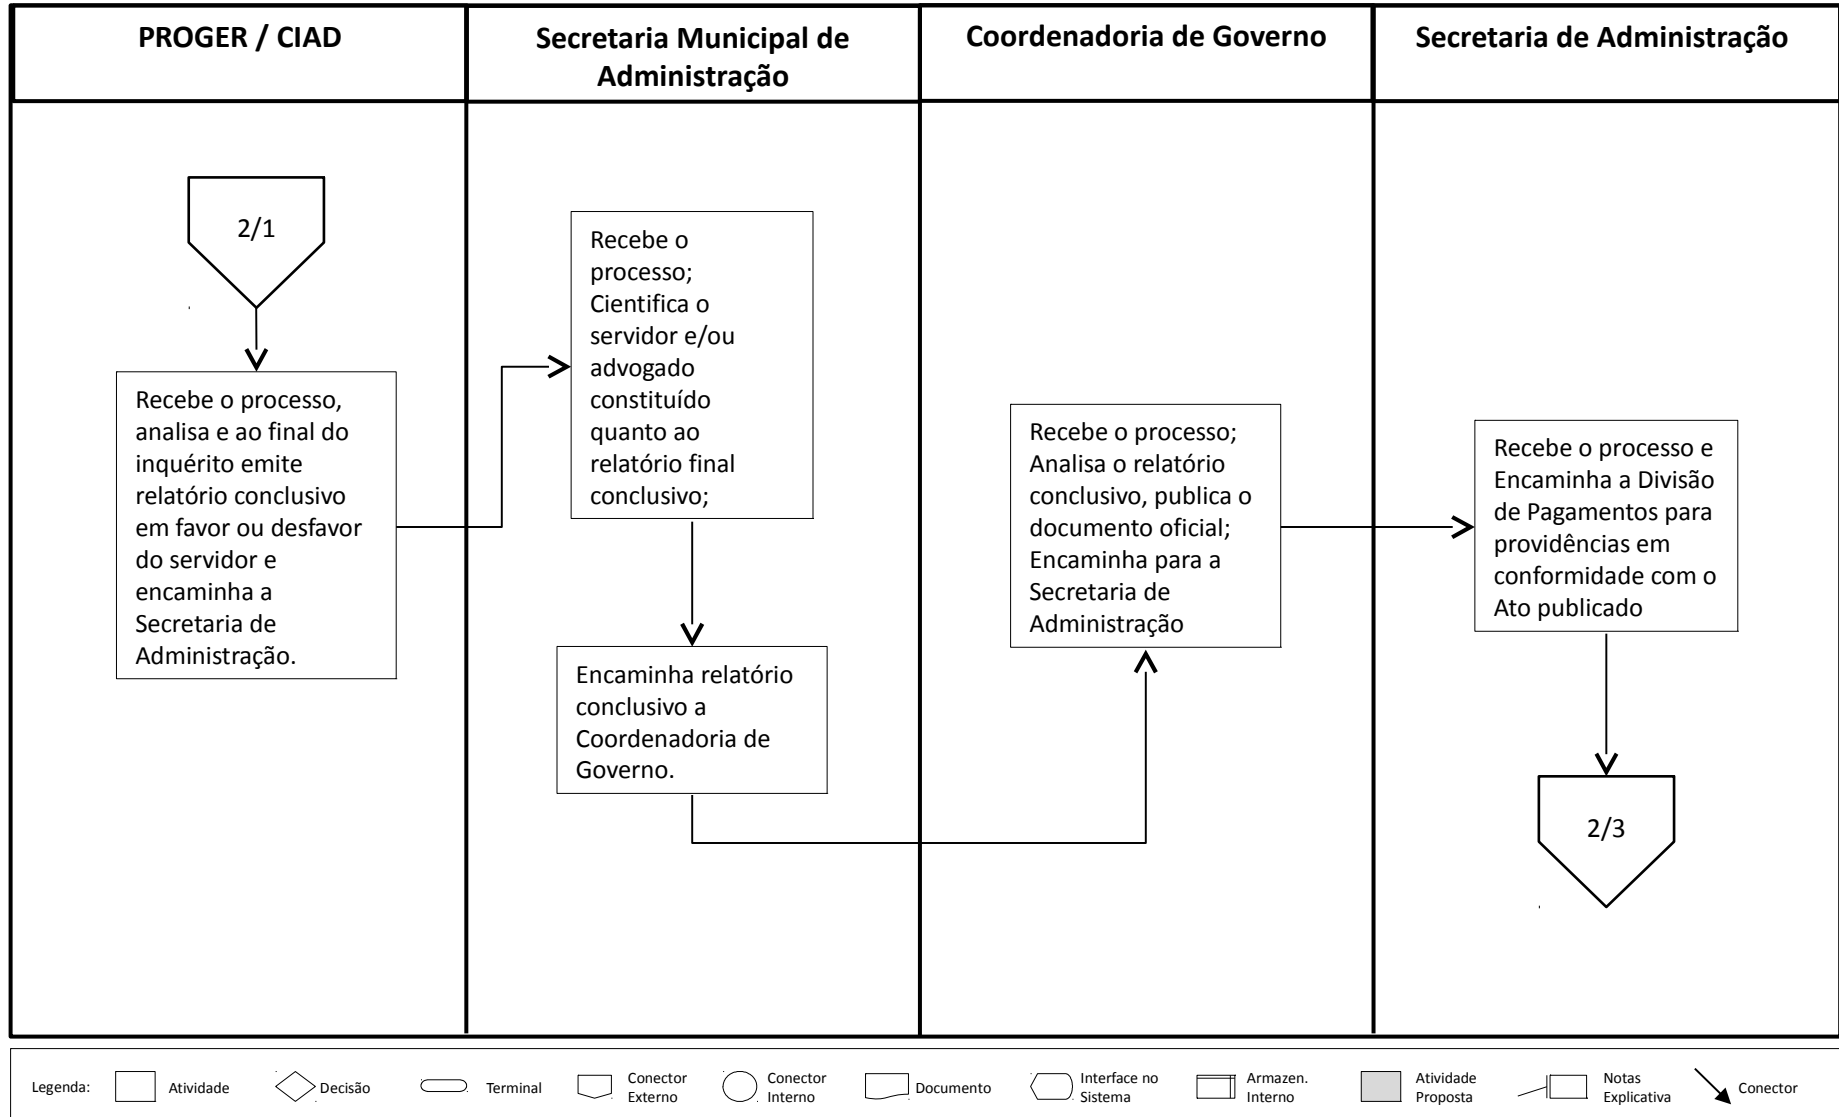 PROGER / CIAD
Secretaria Municipal de
Administração
Coordenadoria de Governo
Secretaria de Administração
2/1
Recebe o processo,
analisa e ao final do
inquérito emite
relatório conclusivo
em favor ou desfavor
do servidor e
encaminha a
Secretaria de
Administração.
Recebe o
processo;
Cientifica o
servidor e/ou
advogado
constituído
quanto ao
relatório final
conclusivo;
Encaminha relatório
conclusivo a
Coordenadoria de
Governo.
Recebe o processo;
Analisa o relatório
conclusivo, publica o
documento oficial;
Encaminha para a
Secretaria de
Administração
Recebe o processo e
Encaminha a Divisão
de Pagamentos para
providências em
conformidade com o
Ato publicado
2/3
Legenda:
Atividade
Decisão
Terminal
Conector
Externo
Conector
Interno
Documento
Interface no
Sistema
Armazen.
Interno
Atividade
Proposta
Notas
Explicativa
Conector